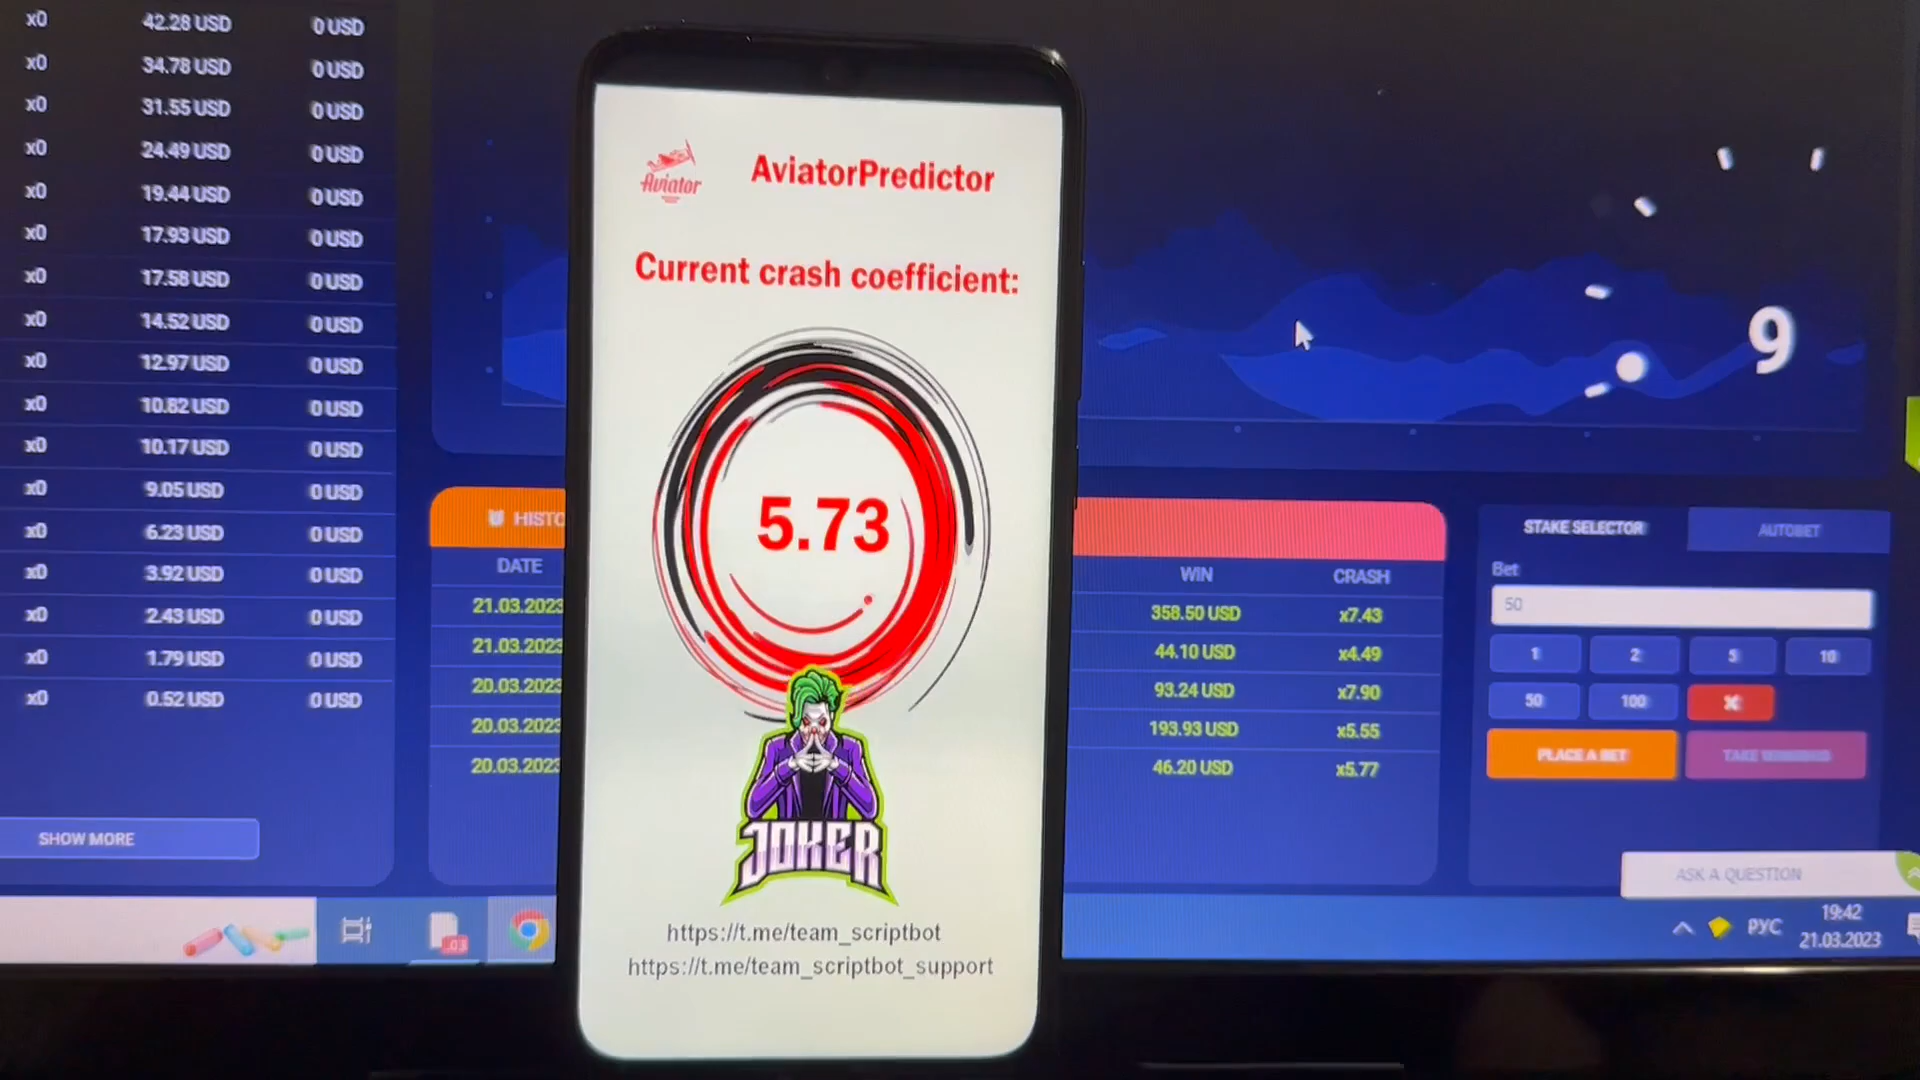 x0 42.28 USD 0 USD
x0 34.78 USD 0 USD
x0 31.55 USD 0 USD
x0 24.49 USD 0 USD
x0 19.44 USD 0 USD
x0 17.93 USD 0 USD
x0 17.58 USD 0 USD
x0 14.52 USD 0 USD
x0 12.97 USD 0 USD
x0 10.82 USD 0 USD
x0 10.17 USD 0 USD
x0 9.05 USD 0 USD
x0 6.23 USD 0 USD
x0 3.92 USD 0 USD
x0 2.43 USD 0 USD
x0 1.79 USD 0 USD
x0 0.52 USD 0 USD
SHOW MORE
Aviator
AviatorPredictor
Current crash coefficient:
5.73
JOKER
https://t.me/team_scriptbot
https://t.me/team_scriptbot_support
9
HISTO
DATE WIN CRASH
21.03.2023 358.50 USD x7.43
21.03.2023 44.10 USD x4.49
20.03.2023 93.24 USD x7.90
20.03.2023 193.93 USD x5.55
20.03.2023 46.20 USD x5.77
STAKE SELECTOR AUTOBET
Bet
50
1 2 5 10
50 100
PLACE A BET TAKE WINNINGS
ASK A QUESTION
.03
РУС
19:42
21.03.2023